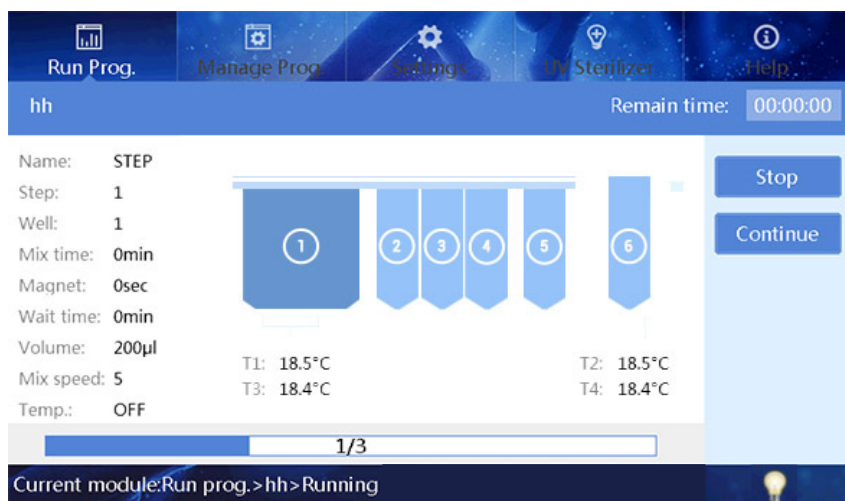 Run Prog.
Manage Prog.
Settings
UV Sterilizer
Help
hh
Remain time: 00:00:00
Name: STEP
Step: 1
Well: 1
Mix time: 0min
Magnet: 0sec
Wait time: 0min
Volume: 200µl
Mix speed: 5
Temp.: OFF
1
2
3
4
5
6
T1: 18.5°C
T2: 18.5°C
T3: 18.4°C
T4: 18.4°C
Stop
Continue
1/3
Current module:Run prog.>hh>Running